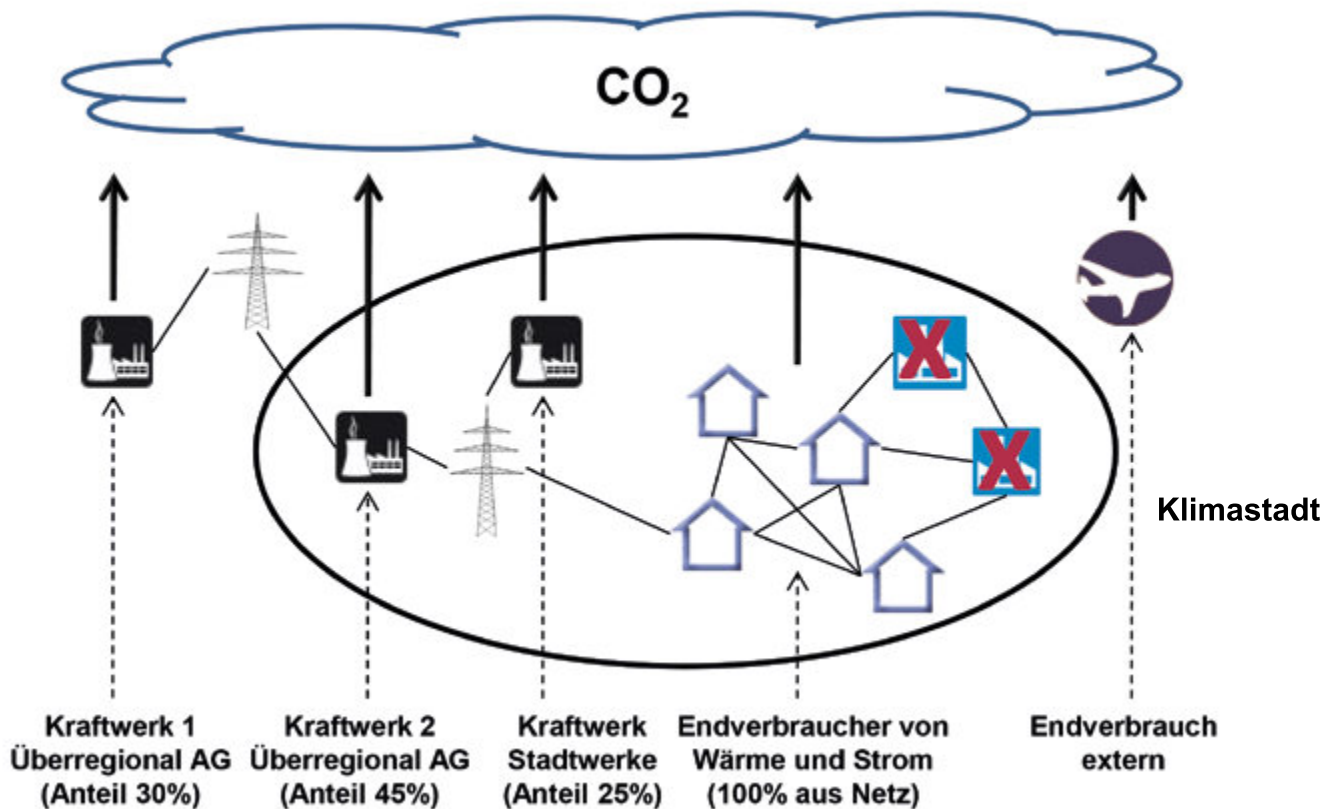 CO₂
Klimastadt
Kraftwerk 1
Überregional AG
(Anteil 30%)
Kraftwerk 2
Überregional AG
(Anteil 45%)
Kraftwerk
Stadtwerke
(Anteil 25%)
Endverbraucher von
Wärme und Strom
(100% aus Netz)
Endverbrauch
extern